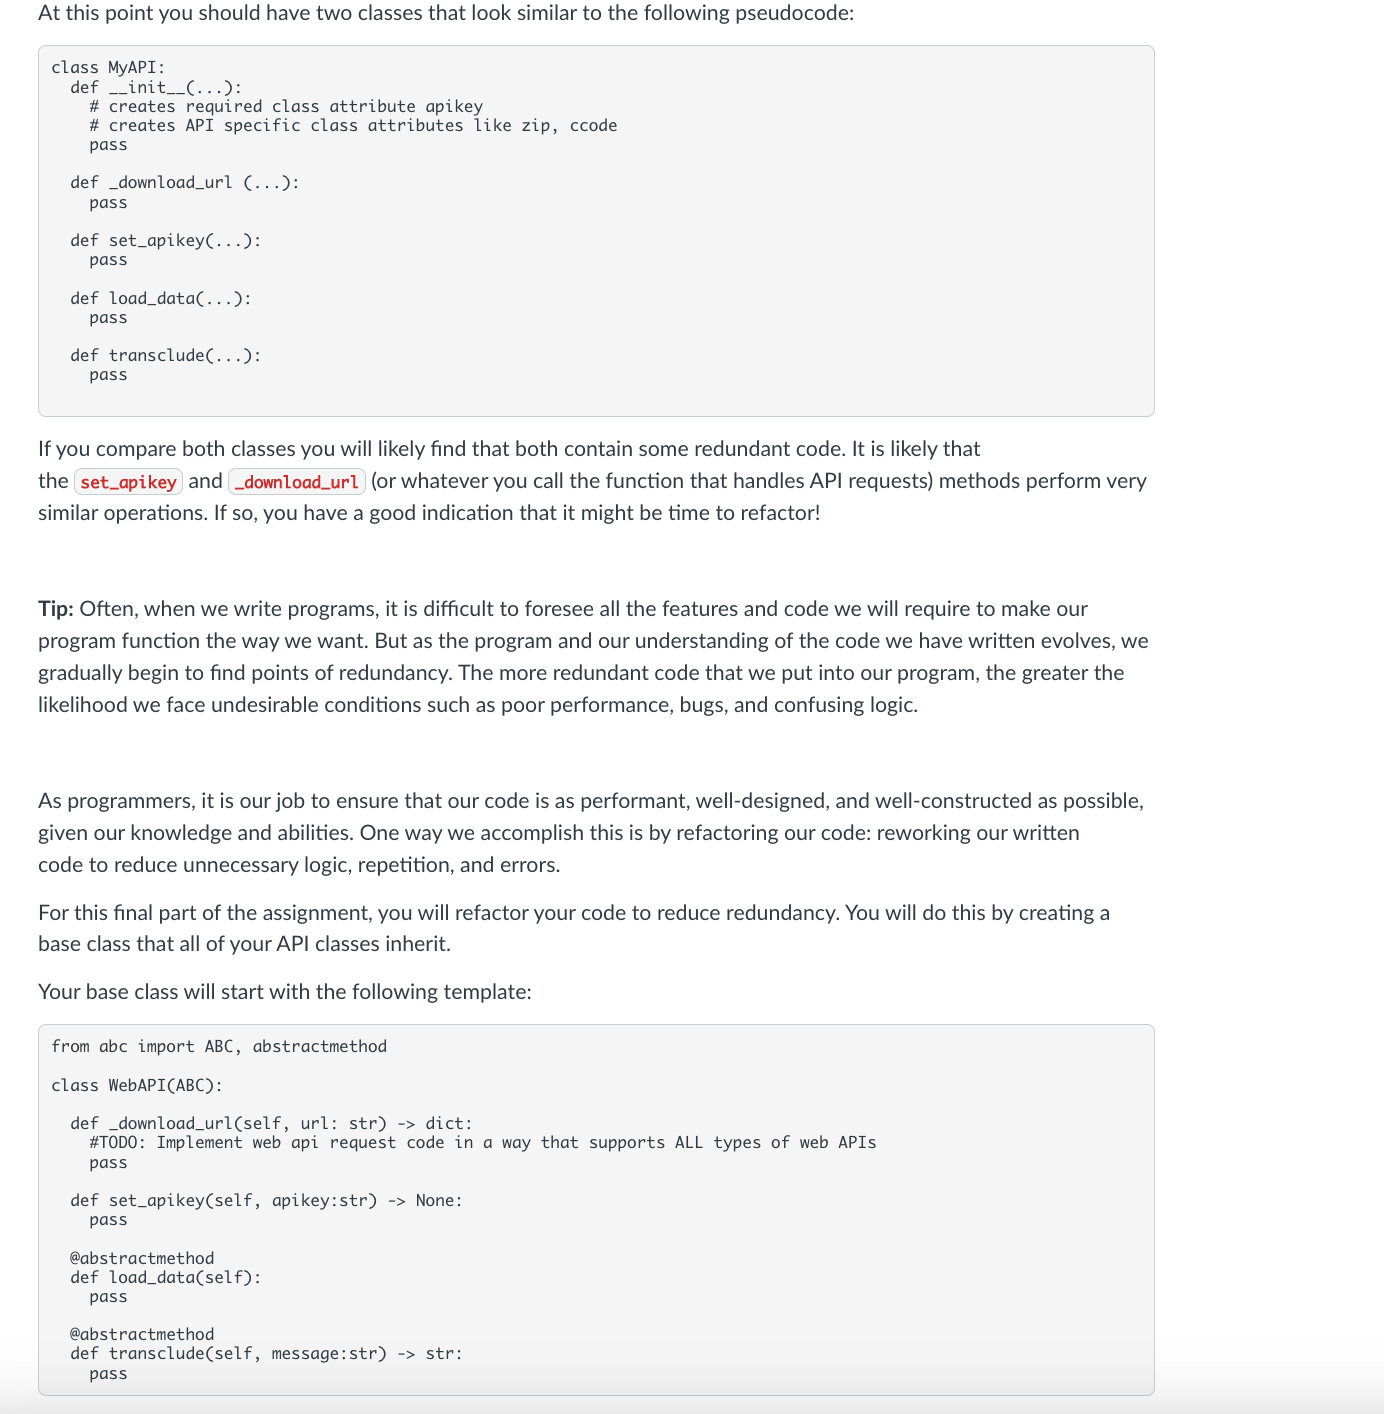 At this point you should have two classes that look similar to the following pseudocode:
class MyAPI:
  def __init__(...):
    # creates required class attribute apikey
    # creates API specific class attributes like zip, ccode
    pass

  def _download_url (...):
    pass

  def set_apikey(...):
    pass

  def load_data(...):
    pass

  def transclude(...):
    pass

If you compare both classes you will likely find that both contain some redundant code. It is likely that
the set_apikey and _download_url (or whatever you call the function that handles API requests) methods perform very
similar operations. If so, you have a good indication that it might be time to refactor!

Tip: Often, when we write programs, it is difficult to foresee all the features and code we will require to make our
program function the way we want. But as the program and our understanding of the code we have written evolves, we
gradually begin to find points of redundancy. The more redundant code that we put into our program, the greater the
likelihood we face undesirable conditions such as poor performance, bugs, and confusing logic.

As programmers, it is our job to ensure that our code is as performant, well-designed, and well-constructed as possible,
given our knowledge and abilities. One way we accomplish this is by refactoring our code: reworking our written
code to reduce unnecessary logic, repetition, and errors.

For this final part of the assignment, you will refactor your code to reduce redundancy. You will do this by creating a
base class that all of your API classes inherit.

Your base class will start with the following template:

from abc import ABC, abstractmethod

class WebAPI(ABC):

  def _download_url(self, url: str) -> dict:
    #TODO: Implement web api request code in a way that supports ALL types of web APIs
    pass

  def set_apikey(self, apikey:str) -> None:
    pass

  @abstractmethod
  def load_data(self):
    pass

  @abstractmethod
  def transclude(self, message:str) -> str:
    pass